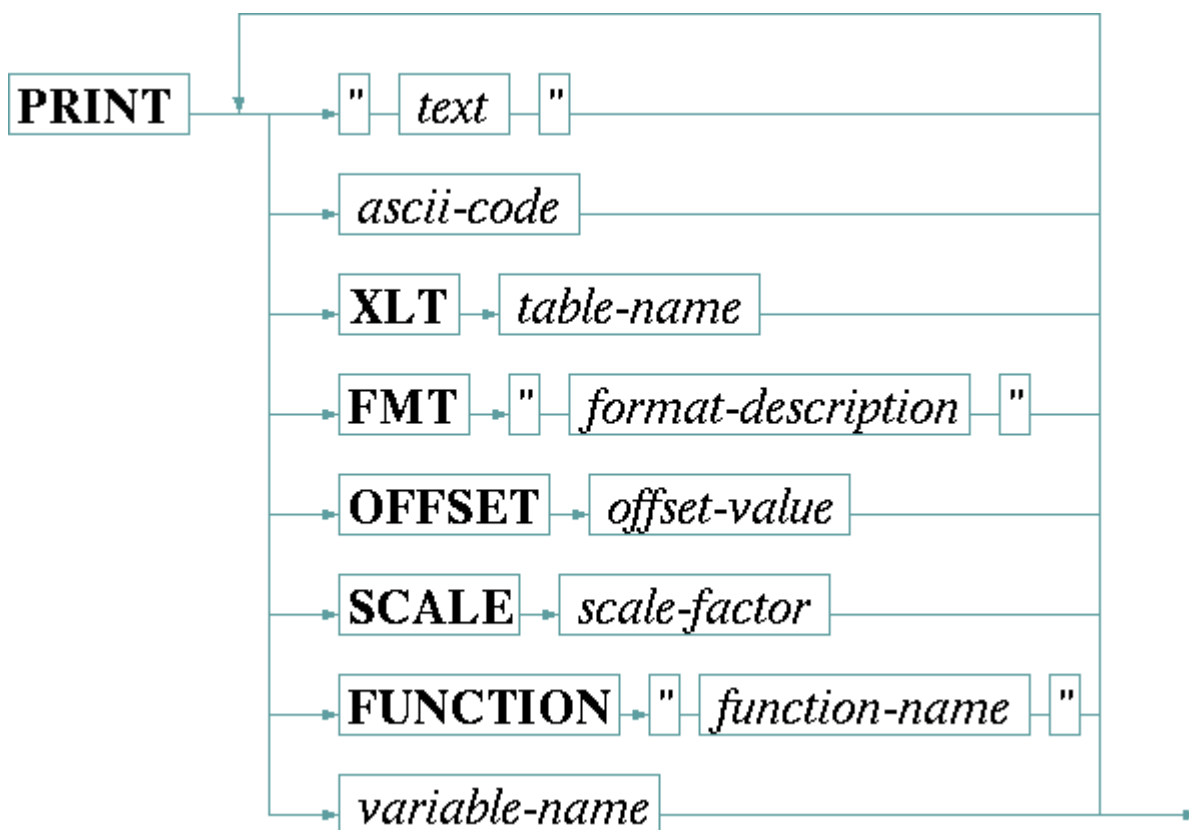 PRINT " text "
ascii-code
XLT table-name
FMT " format-description "
OFFSET offset-value
SCALE scale-factor
FUNCTION " function-name "
variable-name